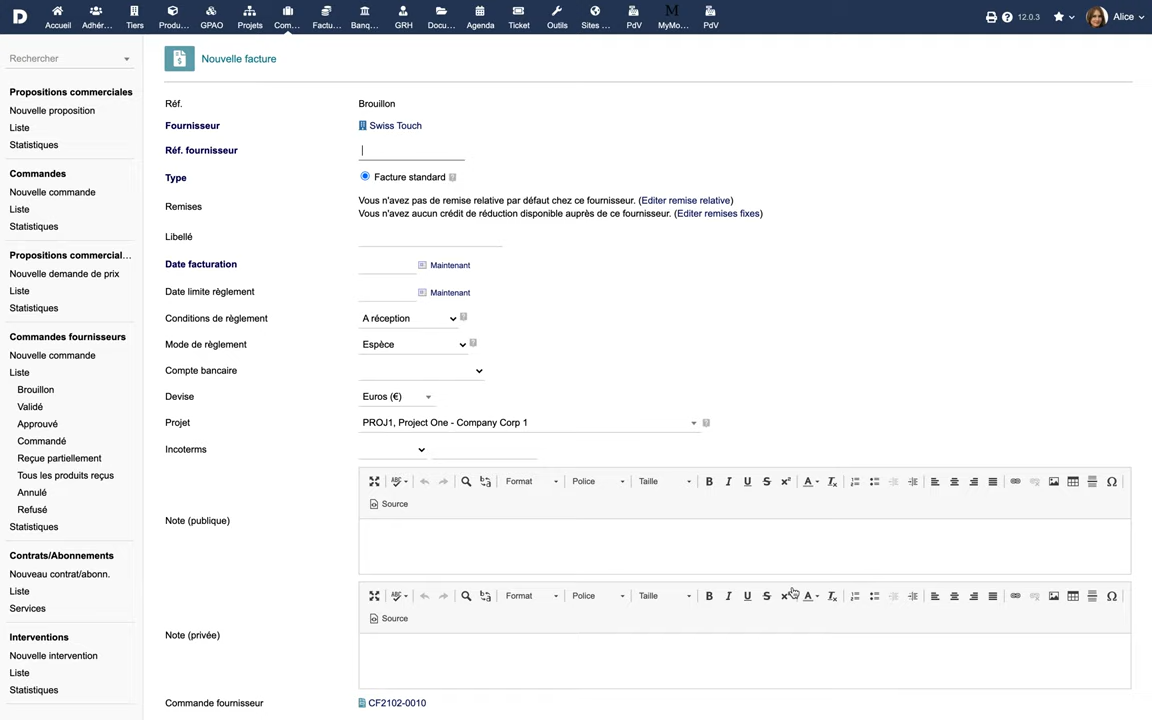 D
Accueil
Adhér...
Tiers
Produ...
GPAO
Projets
Com...
Factu...
Banq...
GRH
Docu...
Agenda
Ticket
Outils
Sites ...
PdV
M
MyMo...
PdV
12.0.3
Alice
Rechercher
Propositions commerciales
Nouvelle proposition
Liste
Statistiques
Commandes
Nouvelle commande
Liste
Statistiques
Propositions commercial...
Nouvelle demande de prix
Liste
Statistiques
Commandes fournisseurs
Nouvelle commande
Liste
Brouillon
Validé
Approuvé
Commandé
Reçue partiellement
Tous les produits reçus
Annulé
Refusé
Statistiques
Contrats/Abonnements
Nouveau contrat/abonn.
Liste
Services
Interventions
Nouvelle intervention
Liste
Statistiques
Nouvelle facture
Réf. Brouillon
Fournisseur Swiss Touch
Réf. fournisseur
Type Facture standard
Remises
Vous n'avez pas de remise relative par défaut chez ce fournisseur. (Editer remise relative)
Vous n'avez aucun crédit de réduction disponible auprès de ce fournisseur. (Editer remises fixes)
Libellé
Date facturation Maintenant
Date limite règlement Maintenant
Conditions de règlement A réception
Mode de règlement Espèce
Compte bancaire
Devise Euros (€)
Projet PROJ1, Project One - Company Corp 1
Incoterms
Format Police Taille B I U S x² A Tx Ω
Source
Note (publique)
Format Police Taille B I U S x A Tx Ω
Source
Note (privée)
Commande fournisseur CF2102-0010